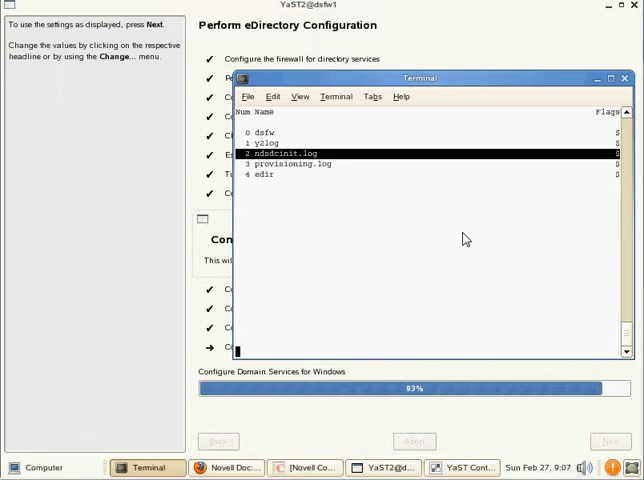 YaST2@dsfw1
To use the settings as displayed, press Next.
Change the values by clicking on the respective
headline or by using the Change... menu.
Perform eDirectory Configuration
Configure the firewall for directory services
Terminal
File Edit View Terminal Tabs Help
Num Name Flags
0 dsfw $
1 y2log $
2 ndsdcinit.log $
3 provisioning.log $
4 edir $
This wil
Configure Domain Services for Windows
93%
Back Abort Next
Computer Terminal Novell Doc:... [Novell Co... YaST2@d... YaST Cont... Sun Feb 27, 9:07